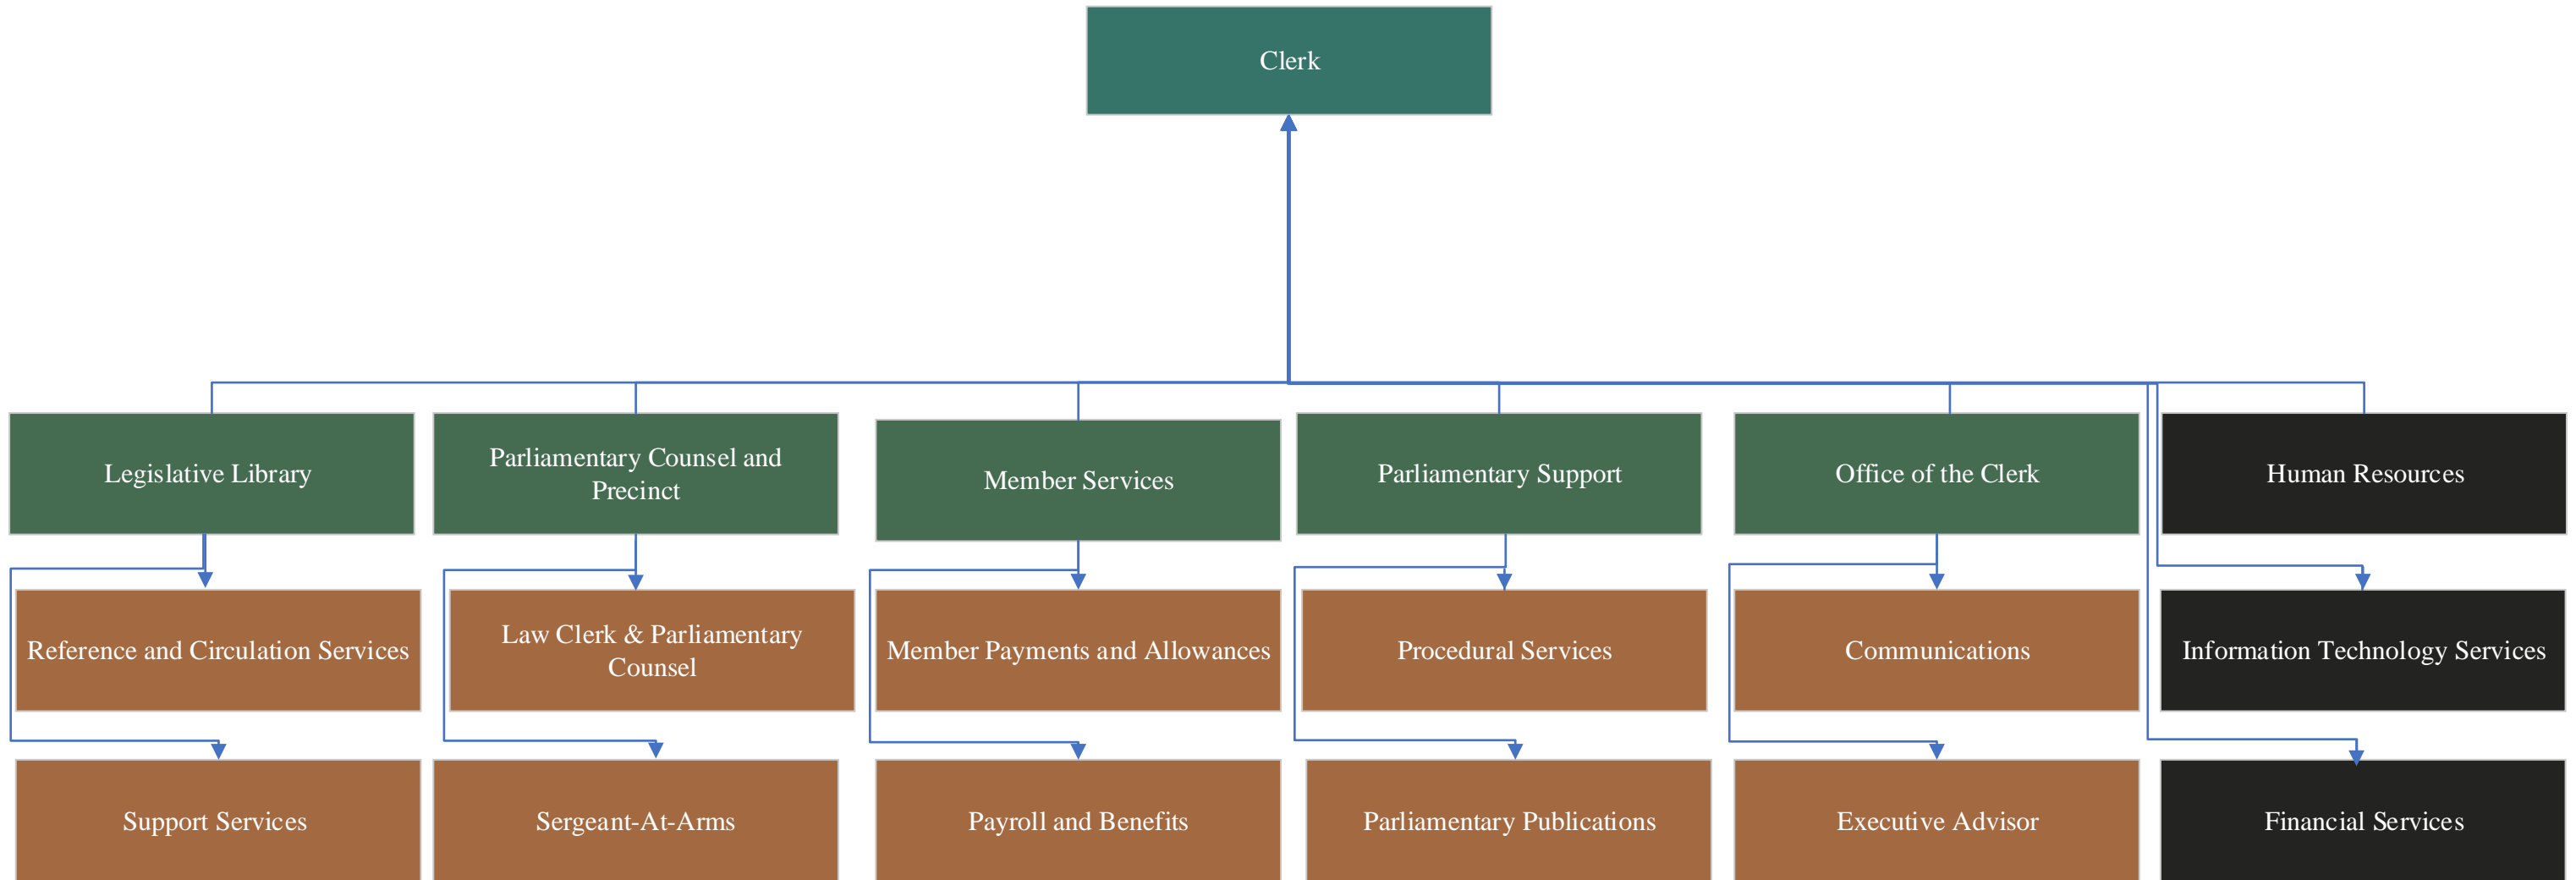 Clerk
Legislative Library
Parliamentary Counsel and
Precinct
Member Services
Parliamentary Support
Office of the Clerk
Human Resources
Reference and Circulation Services
Law Clerk & Parliamentary
Counsel
Member Payments and Allowances
Procedural Services
Communications
Information Technology Services
Support Services
Sergeant-At-Arms
Payroll and Benefits
Parliamentary Publications
Executive Advisor
Financial Services